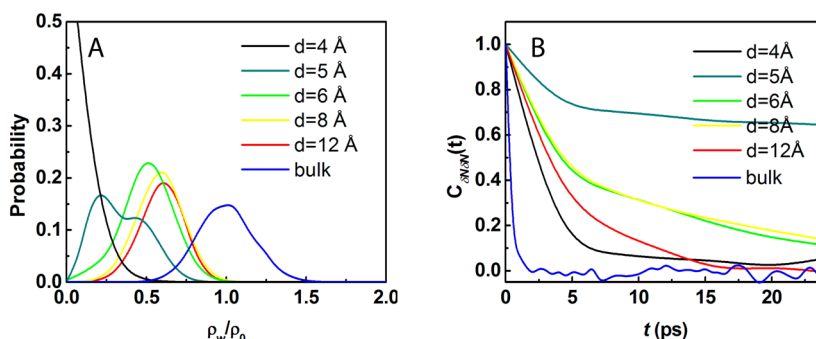 A
d=4 Å
d=5 Å
d=6 Å
d=8 Å
d=12 Å
bulk
0.5
0.4
0.3
0.2
0.1
0.0
Probability
0.0 0.5 1.0 1.5 2.0
ρw/ρ0
B
d=4Å
d=5Å
d=6Å
d=8Å
d=12Å
bulk
1.0
0.8
0.6
0.4
0.2
0.0
CδNδN(t)
0 5 10 15 20
t (ps)